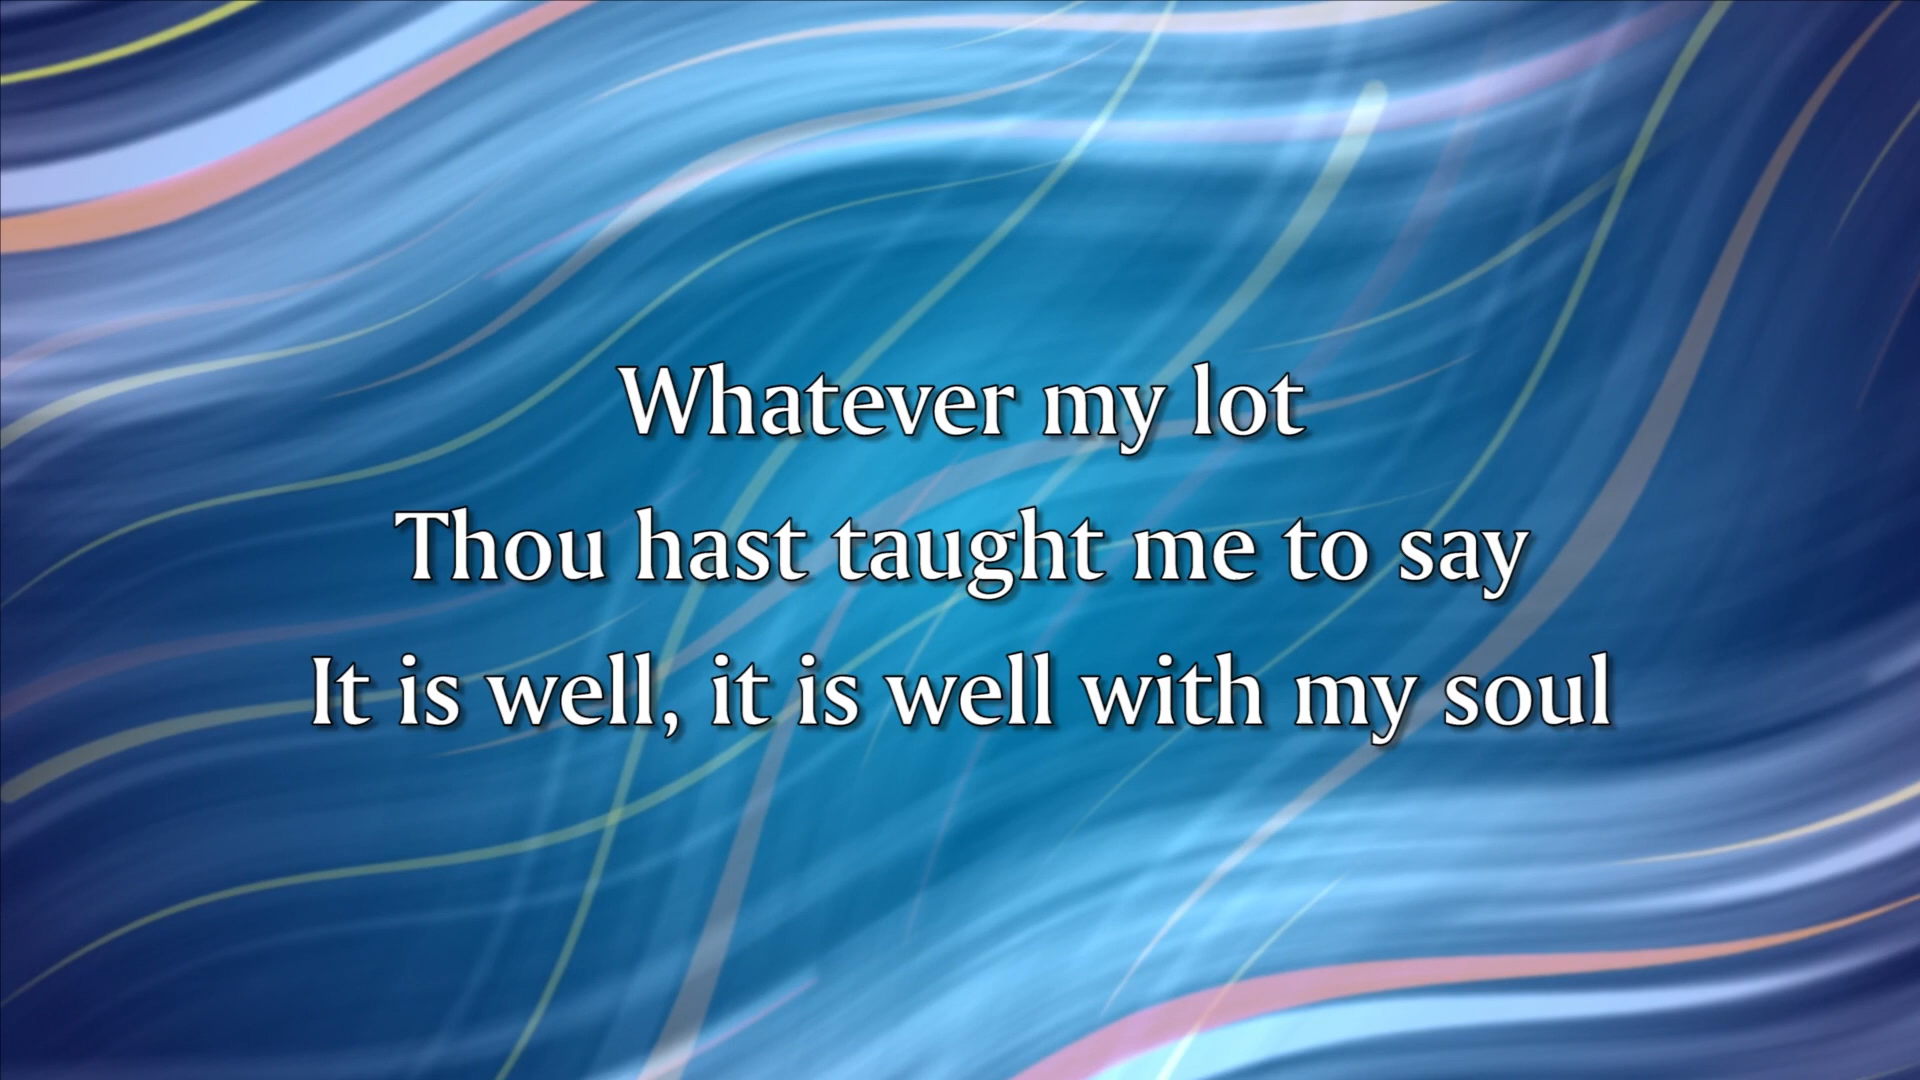 Whatever my lot
Thou hast taught me to say
It is well, it is well with my soul